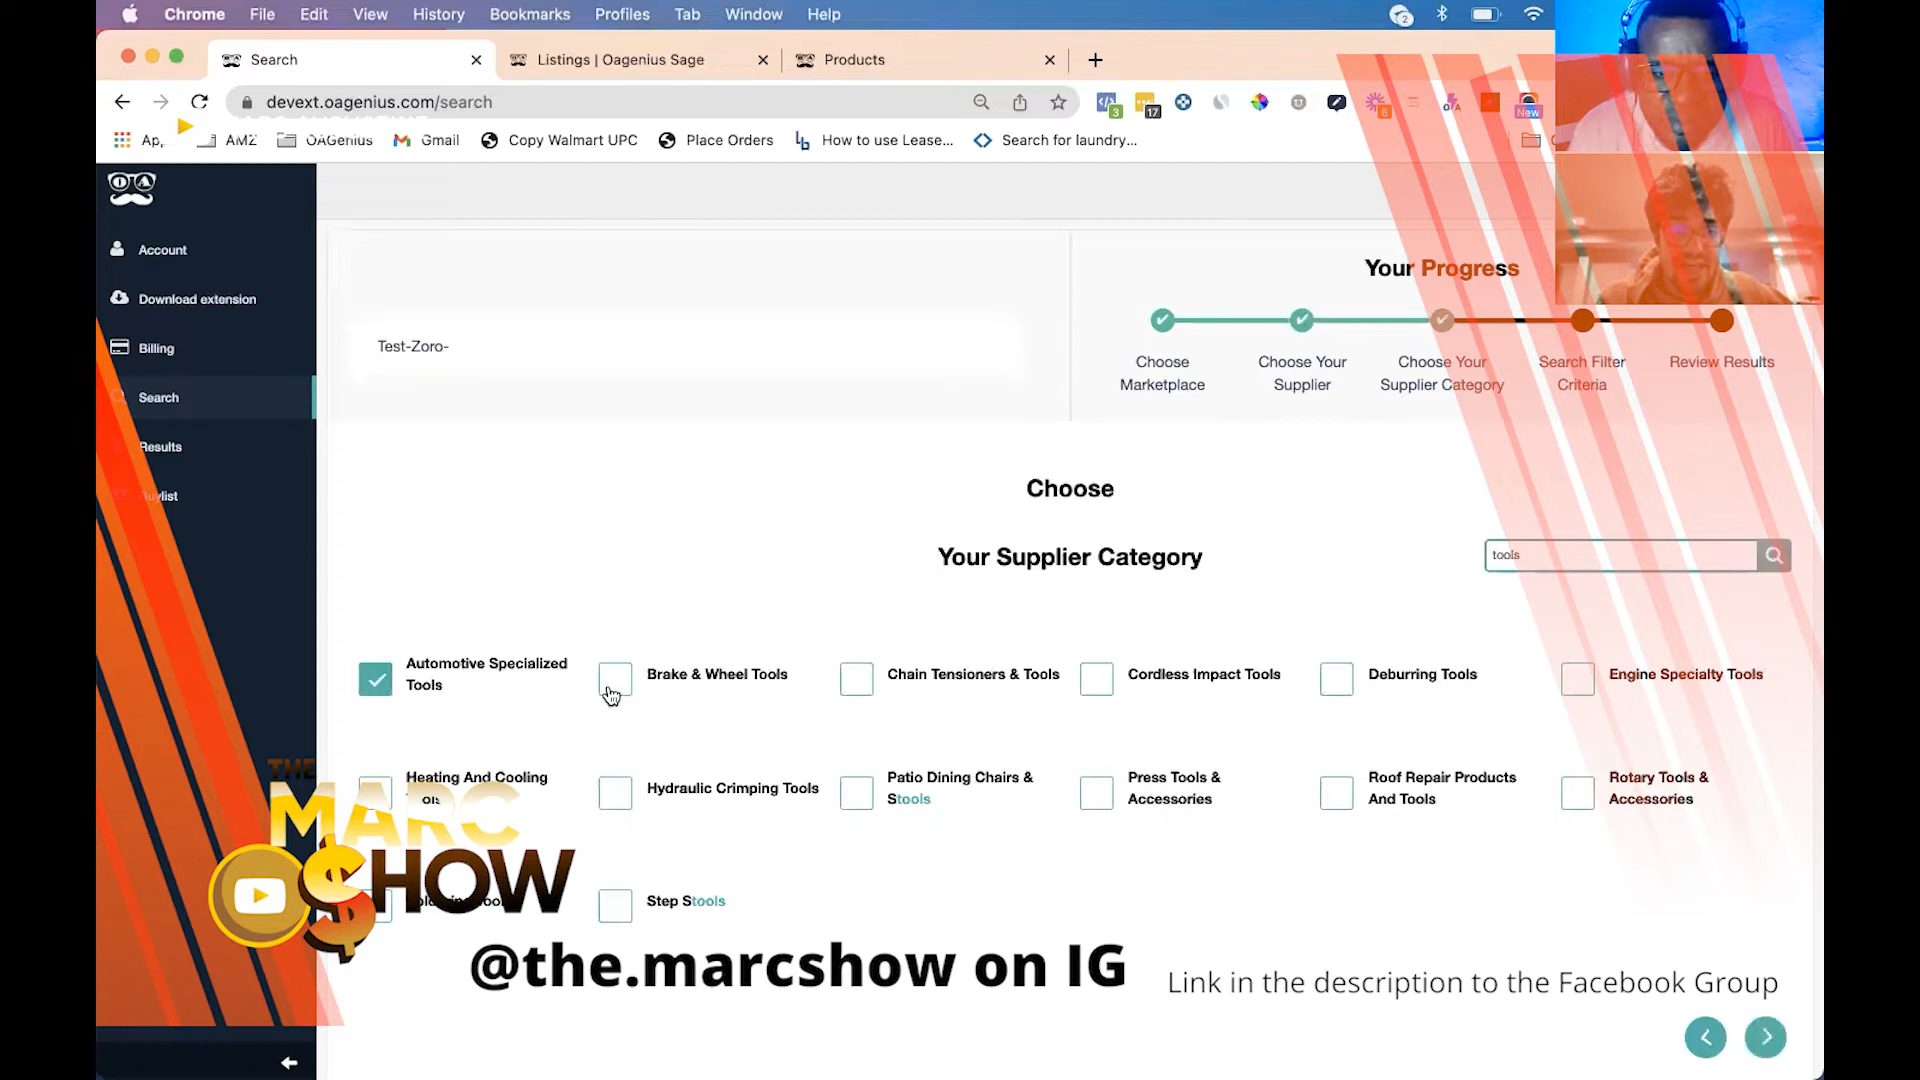 Chrome File Edit View History Bookmarks Profiles Tab Window Help
2
Search
Listings | Oagenius Sage
Products
devext.oagenius.com/search
3
17
6
New
AMZ
OAGenius
Gmail
Copy Walmart UPC
Place Orders
How to use Lease...
Search for laundry...
OA
Account
Download extension
Billing
Search
Results
Test-Zoro-
Your Progress
Choose Marketplace
Choose Your Supplier
Choose Your Supplier Category
Search Filter Criteria
Review Results
Choose
Your Supplier Category
tools
Automotive Specialized Tools
Brake & Wheel Tools
Chain Tensioners & Tools
Cordless Impact Tools
Deburring Tools
Engine Specialty Tools
Heating And Cooling
Hydraulic Crimping Tools
Patio Dining Chairs & Stools
Press Tools & Accessories
Roof Repair Products And Tools
Rotary Tools & Accessories
Step Stools
THE
MARC
$HOW
@the.marcshow on IG
Link in the description to the Facebook Group